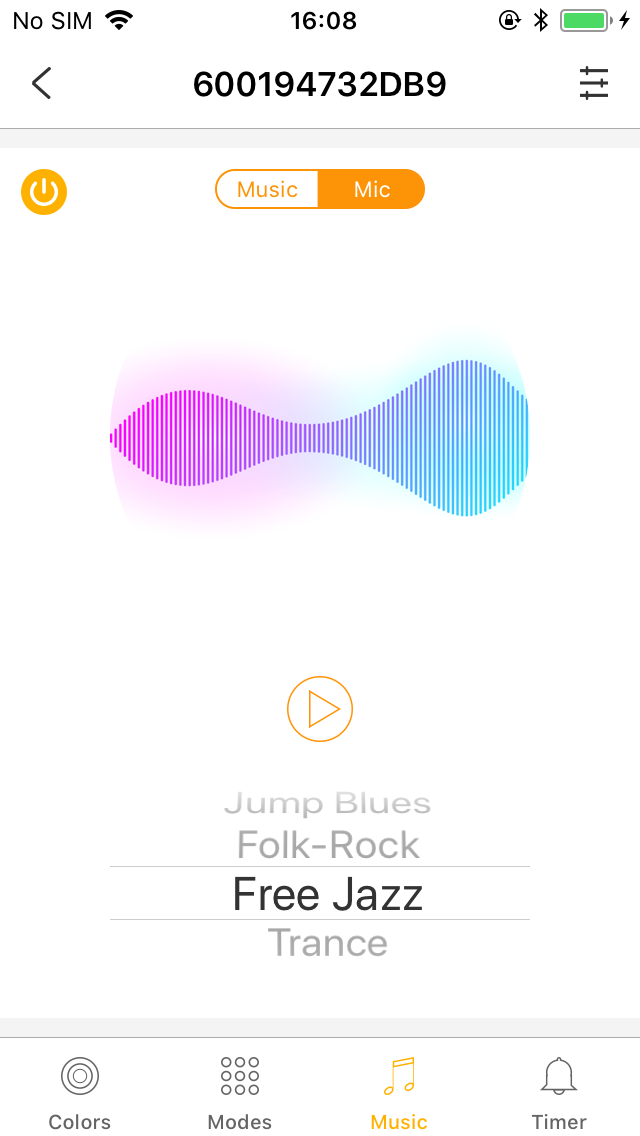 No SIM 16:08
600194732DB9
Music Mic
Jump Blues
Folk-Rock
Free Jazz
Trance
Colors Modes Music Timer